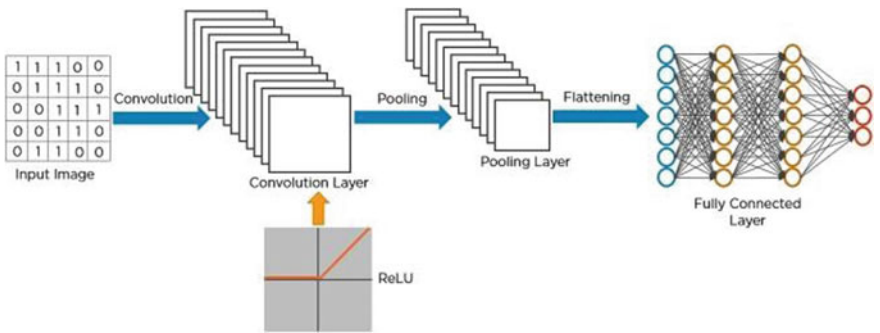 1 1 1 0 0
0 1 1 1 0
0 0 1 1 1
0 0 1 1 0
0 1 1 0 0
Input Image
Convolution
Convolution Layer
ReLU
Pooling
Pooling Layer
Flattening
Fully Connected
Layer